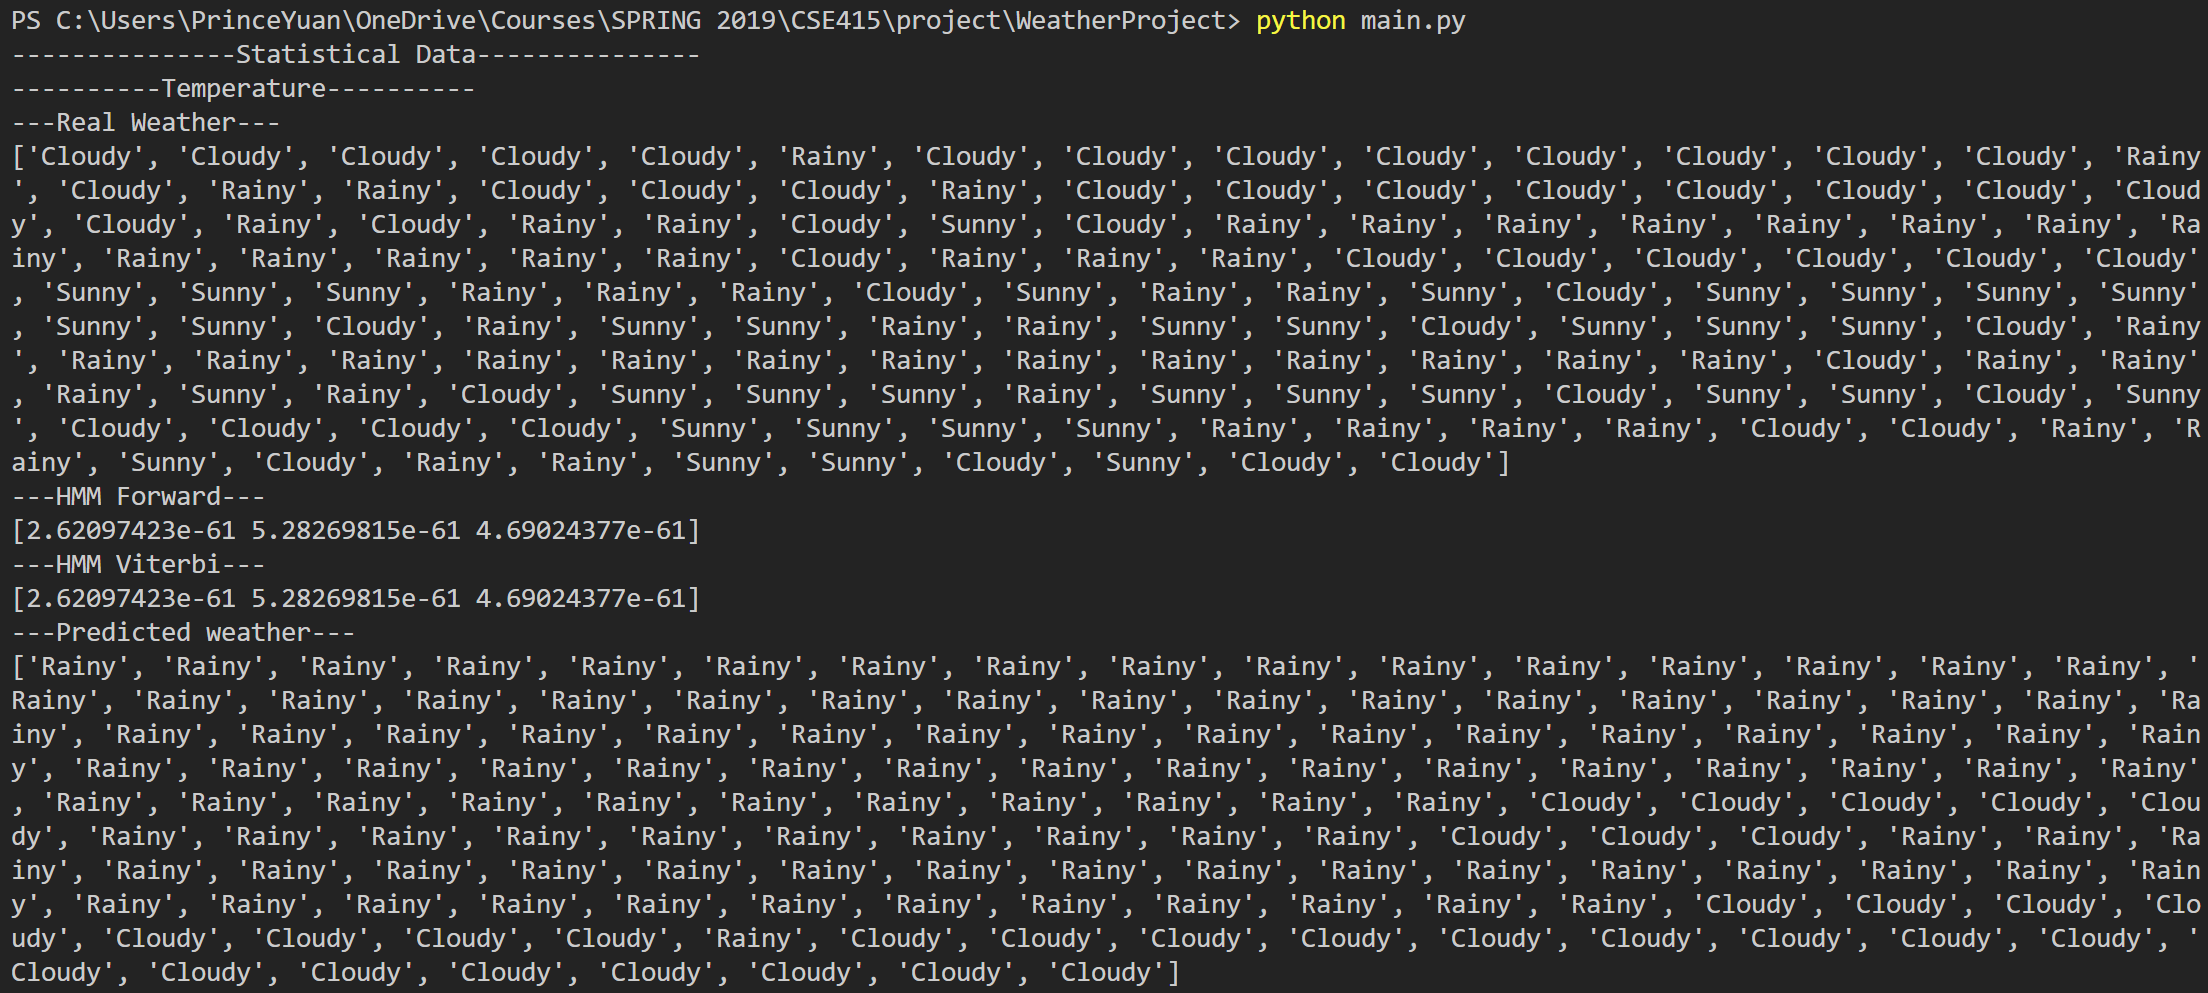 PS C:\Users\PrinceYuan\OneDrive\Courses\SPRING 2019\CSE415\project\WeatherProject> python main.py
---------------Statistical Data---------------
----------Temperature----------
---Real Weather---
['Cloudy', 'Cloudy', 'Cloudy', 'Cloudy', 'Cloudy', 'Rainy', 'Cloudy', 'Cloudy', 'Cloudy', 'Cloudy', 'Cloudy', 'Cloudy', 'Cloudy', 'Cloudy', 'Rainy
', 'Cloudy', 'Rainy', 'Rainy', 'Cloudy', 'Cloudy', 'Cloudy', 'Rainy', 'Cloudy', 'Cloudy', 'Cloudy', 'Cloudy', 'Cloudy', 'Cloudy', 'Cloudy', 'Cloud
y', 'Cloudy', 'Rainy', 'Cloudy', 'Rainy', 'Rainy', 'Cloudy', 'Sunny', 'Cloudy', 'Rainy', 'Rainy', 'Rainy', 'Rainy', 'Rainy', 'Rainy', 'Rainy', 'Ra
iny', 'Rainy', 'Rainy', 'Rainy', 'Rainy', 'Rainy', 'Cloudy', 'Rainy', 'Rainy', 'Rainy', 'Cloudy', 'Cloudy', 'Cloudy', 'Cloudy', 'Cloudy', 'Cloudy'
, 'Sunny', 'Sunny', 'Sunny', 'Rainy', 'Rainy', 'Rainy', 'Cloudy', 'Sunny', 'Rainy', 'Rainy', 'Sunny', 'Cloudy', 'Sunny', 'Sunny', 'Sunny', 'Sunny'
, 'Sunny', 'Sunny', 'Cloudy', 'Rainy', 'Sunny', 'Sunny', 'Rainy', 'Rainy', 'Sunny', 'Sunny', 'Cloudy', 'Sunny', 'Sunny', 'Sunny', 'Cloudy', 'Rainy
', 'Rainy', 'Rainy', 'Rainy', 'Rainy', 'Rainy', 'Rainy', 'Rainy', 'Rainy', 'Rainy', 'Rainy', 'Rainy', 'Rainy', 'Rainy', 'Cloudy', 'Rainy', 'Rainy'
, 'Rainy', 'Sunny', 'Rainy', 'Cloudy', 'Sunny', 'Sunny', 'Sunny', 'Rainy', 'Sunny', 'Sunny', 'Sunny', 'Cloudy', 'Sunny', 'Sunny', 'Cloudy', 'Sunny
', 'Cloudy', 'Cloudy', 'Cloudy', 'Cloudy', 'Sunny', 'Sunny', 'Sunny', 'Sunny', 'Rainy', 'Rainy', 'Rainy', 'Rainy', 'Cloudy', 'Cloudy', 'Rainy', 'R
ainy', 'Sunny', 'Cloudy', 'Rainy', 'Rainy', 'Sunny', 'Sunny', 'Cloudy', 'Sunny', 'Cloudy', 'Cloudy']
---HMM Forward---
[2.62097423e-61 5.28269815e-61 4.69024377e-61]
---HMM Viterbi---
[2.62097423e-61 5.28269815e-61 4.69024377e-61]
---Predicted weather---
['Rainy', 'Rainy', 'Rainy', 'Rainy', 'Rainy', 'Rainy', 'Rainy', 'Rainy', 'Rainy', 'Rainy', 'Rainy', 'Rainy', 'Rainy', 'Rainy', 'Rainy', 'Rainy', '
Rainy', 'Rainy', 'Rainy', 'Rainy', 'Rainy', 'Rainy', 'Rainy', 'Rainy', 'Rainy', 'Rainy', 'Rainy', 'Rainy', 'Rainy', 'Rainy', 'Rainy', 'Rainy', 'Ra
iny', 'Rainy', 'Rainy', 'Rainy', 'Rainy', 'Rainy', 'Rainy', 'Rainy', 'Rainy', 'Rainy', 'Rainy', 'Rainy', 'Rainy', 'Rainy', 'Rainy', 'Rainy', 'Rain
y', 'Rainy', 'Rainy', 'Rainy', 'Rainy', 'Rainy', 'Rainy', 'Rainy', 'Rainy', 'Rainy', 'Rainy', 'Rainy', 'Rainy', 'Rainy', 'Rainy', 'Rainy', 'Rainy'
, 'Rainy', 'Rainy', 'Rainy', 'Rainy', 'Rainy', 'Rainy', 'Rainy', 'Rainy', 'Rainy', 'Rainy', 'Rainy', 'Cloudy', 'Cloudy', 'Cloudy', 'Cloudy', 'Clou
dy', 'Rainy', 'Rainy', 'Rainy', 'Rainy', 'Rainy', 'Rainy', 'Rainy', 'Rainy', 'Rainy', 'Rainy', 'Cloudy', 'Cloudy', 'Cloudy', 'Rainy', 'Rainy', 'Ra
iny', 'Rainy', 'Rainy', 'Rainy', 'Rainy', 'Rainy', 'Rainy', 'Rainy', 'Rainy', 'Rainy', 'Rainy', 'Rainy', 'Rainy', 'Rainy', 'Rainy', 'Rainy', 'Rain
y', 'Rainy', 'Rainy', 'Rainy', 'Rainy', 'Rainy', 'Rainy', 'Rainy', 'Rainy', 'Rainy', 'Rainy', 'Rainy', 'Rainy', 'Cloudy', 'Cloudy', 'Cloudy', 'Clo
udy', 'Cloudy', 'Cloudy', 'Cloudy', 'Cloudy', 'Rainy', 'Cloudy', 'Cloudy', 'Cloudy', 'Cloudy', 'Cloudy', 'Cloudy', 'Cloudy', 'Cloudy', 'Cloudy', '
Cloudy', 'Cloudy', 'Cloudy', 'Cloudy', 'Cloudy', 'Cloudy', 'Cloudy', 'Cloudy']